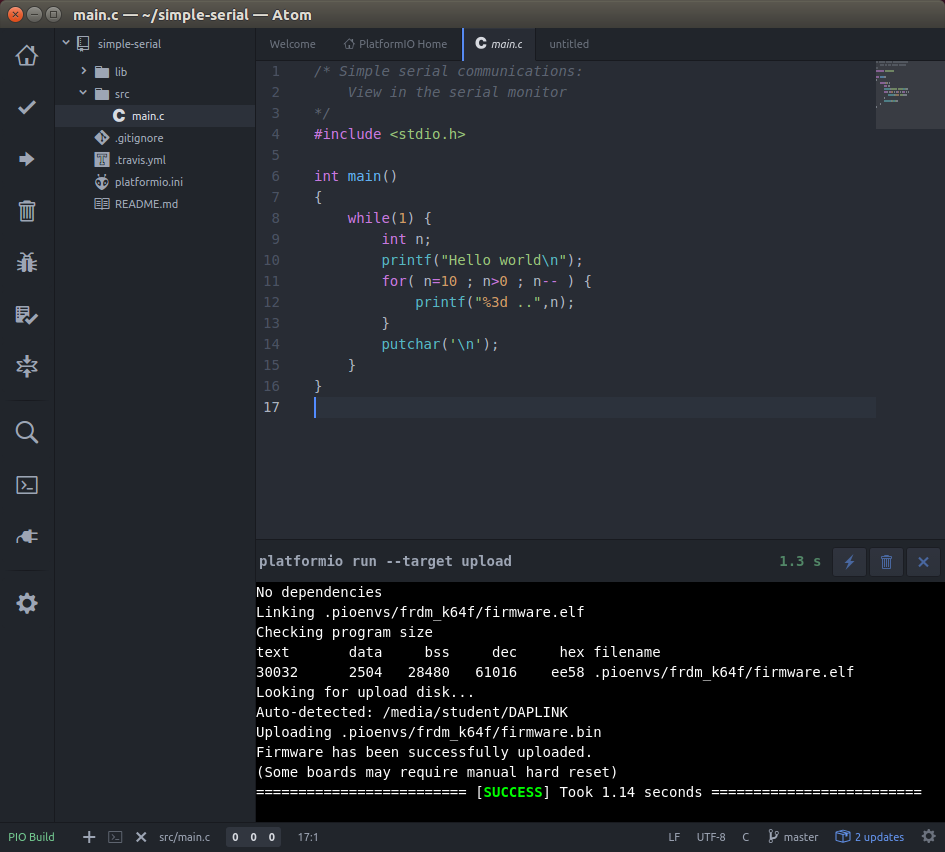 main.c — ~/simple-serial — Atom
simple-serial
lib
src
main.c
.gitignore
.travis.yml
platformio.ini
README.md
Welcome
PlatformIO Home
main.c
untitled
1 /* Simple serial communications:
2 View in the serial monitor
3 */
4 #include <stdio.h>
5
6 int main()
7 {
8 while(1) {
9 int n;
10 printf("Hello world\n");
11 for( n=10 ; n>0 ; n-- ) {
12 printf("%3d ..",n);
13 }
14 putchar('\n');
15 }
16 }
17
platformio run --target upload 1.3 s
No dependencies
Linking .pioenvs/frdm_k64f/firmware.elf
Checking program size
text data bss dec hex filename
30032 2504 28480 61016 ee58 .pioenvs/frdm_k64f/firmware.elf
Looking for upload disk...
Auto-detected: /media/student/DAPLINK
Uploading .pioenvs/frdm_k64f/firmware.bin
Firmware has been successfully uploaded.
(Some boards may require manual hard reset)
========================= [SUCCESS] Took 1.14 seconds =========================
PIO Build src/main.c 0 0 0 17:1 LF UTF-8 C master 2 updates